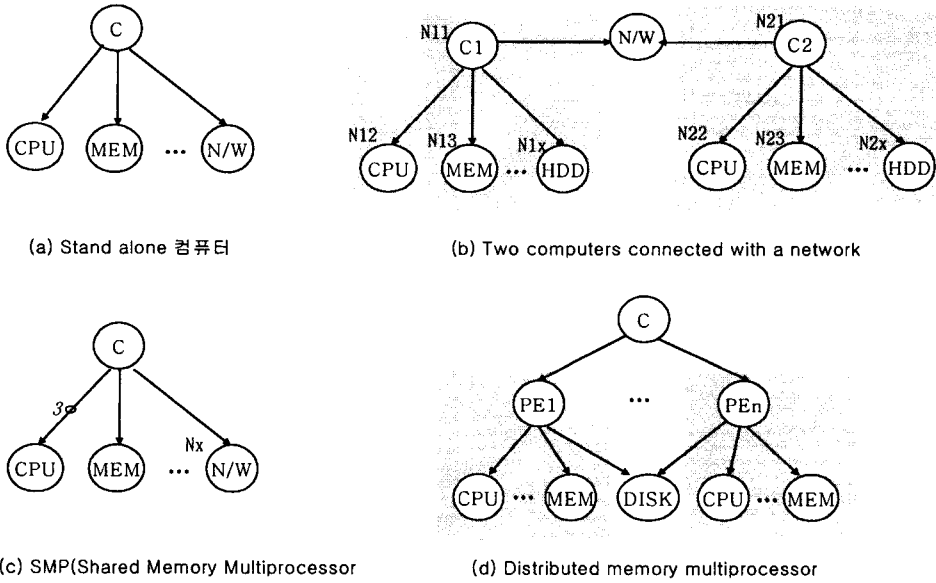 C
CPU
MEM
...
N/W
(a) Stand alone 컴퓨터
N11
C1
N/W
N21
C2
N12
CPU
N13
MEM
...
N1x
HDD
N22
CPU
N23
MEM
...
N2x
HDD
(b) Two computers connected with a network
C
3
CPU
MEM
...
Nx
N/W
(c) SMP(Shared Memory Multiprocessor
C
PE1
...
PEn
CPU
...
MEM
DISK
CPU
...
MEM
(d) Distributed memory multiprocessor